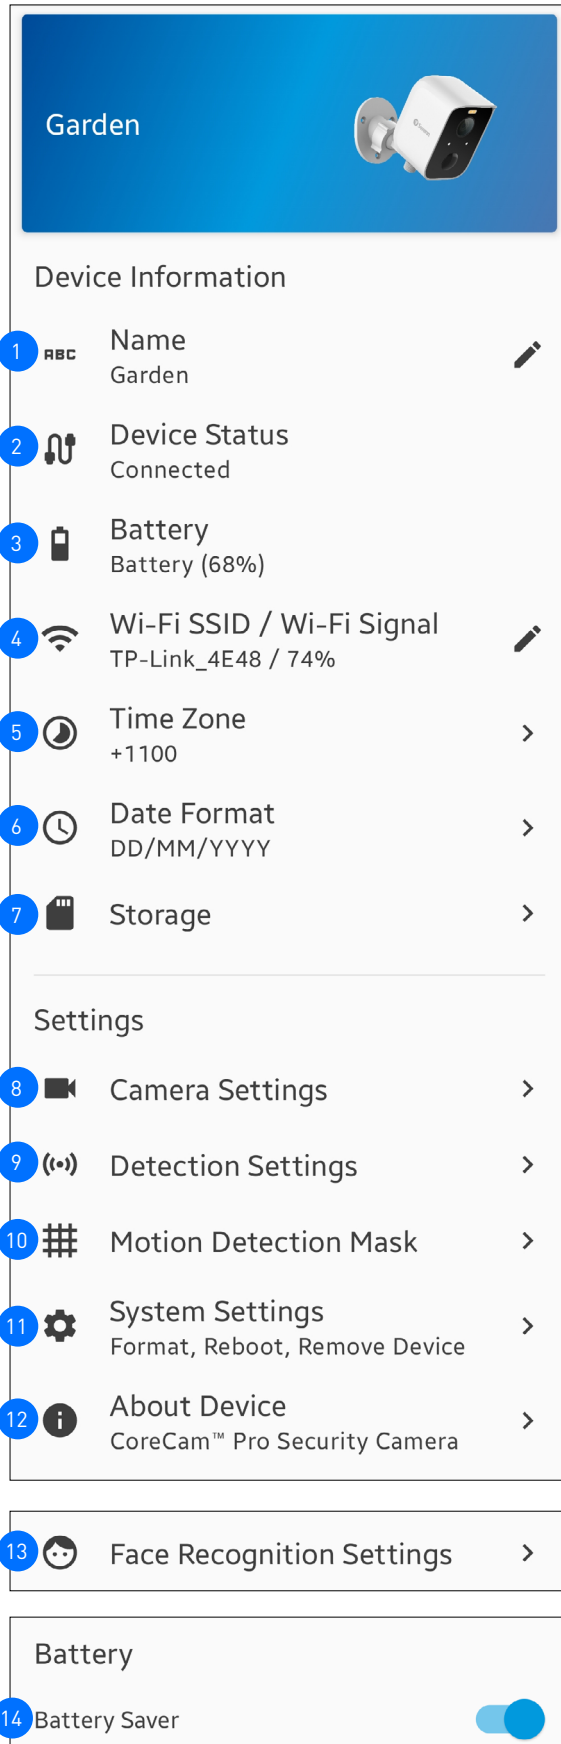 Garden
Device Information
1 ABC Name
Garden
2 Device Status
Connected
3 Battery
Battery (68%)
4 Wi-Fi SSID / Wi-Fi Signal
TP-Link_4E48 / 74%
5 Time Zone
+1100
6 Date Format
DD/MM/YYYY
7 Storage
Settings
8 Camera Settings
9 Detection Settings
10 Motion Detection Mask
11 System Settings
Format, Reboot, Remove Device
12 About Device
CoreCam™ Pro Security Camera
13 Face Recognition Settings
Battery
14 Battery Saver